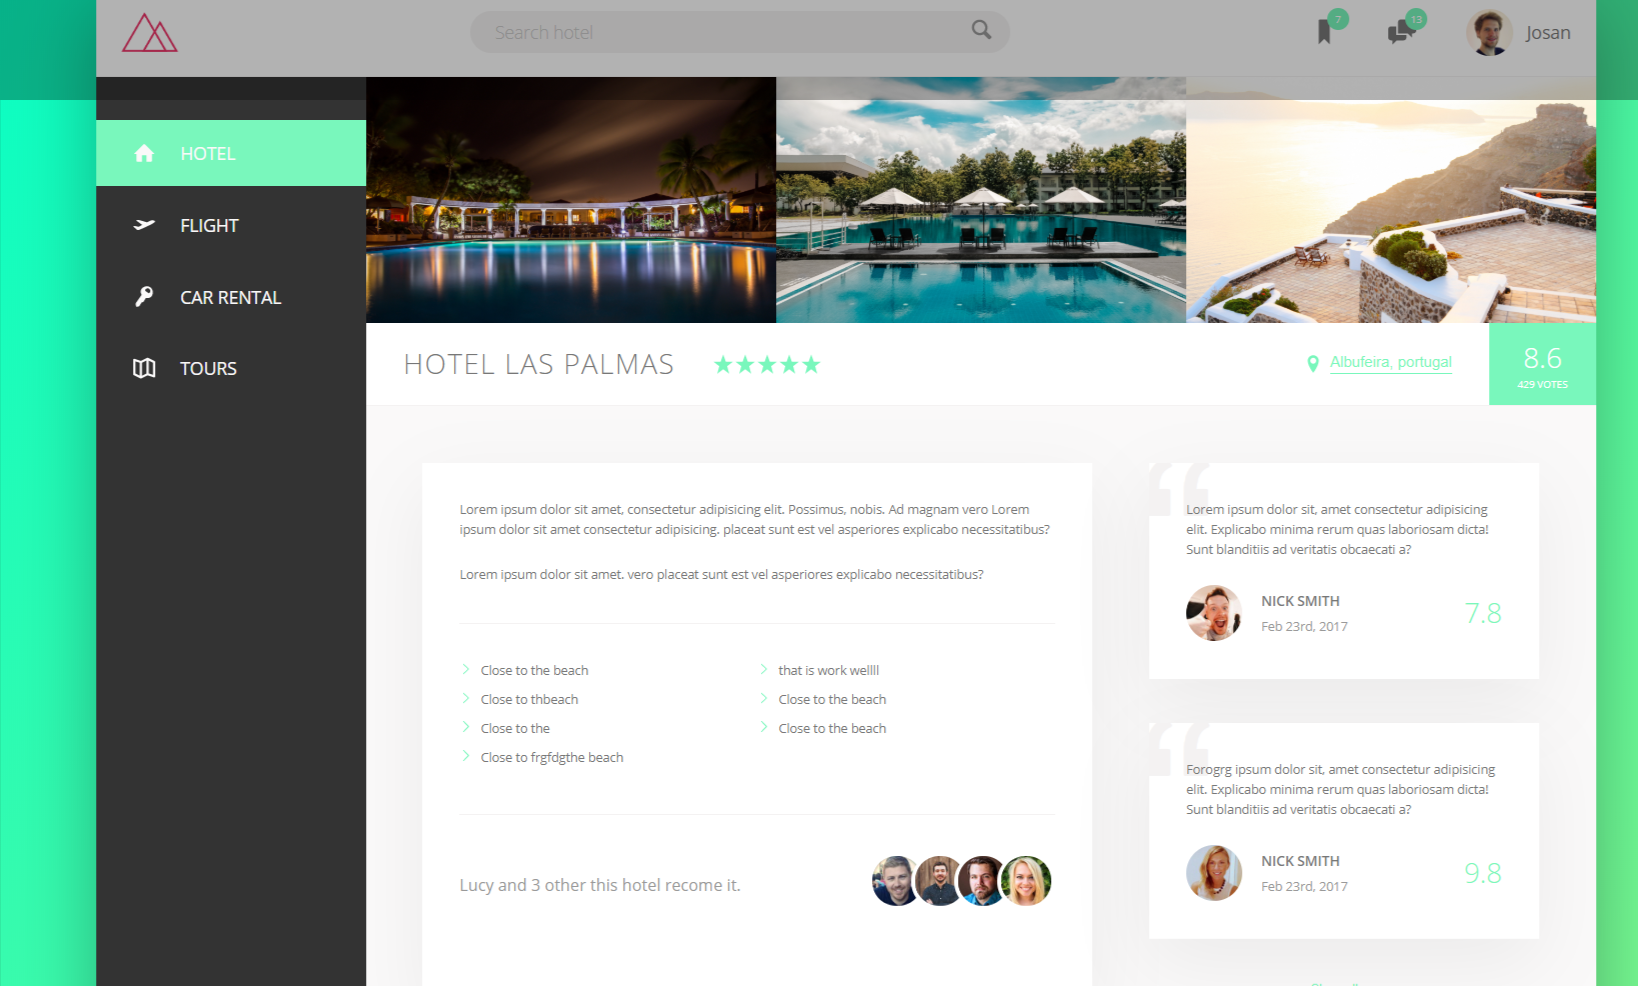 Search hotel
7
13
Josan
HOTEL
FLIGHT
CAR RENTAL
TOURS
HOTEL LAS PALMAS
Albufeira, portugal
8.6
429 VOTES
Lorem ipsum dolor sit amet, consectetur adipisicing elit. Possimus, nobis. Ad magnam vero Lorem
ipsum dolor sit amet consectetur adipisicing. placeat sunt est vel asperiores explicabo necessitatibus?
Lorem ipsum dolor sit amet. vero placeat sunt est vel asperiores explicabo necessitatibus?
Close to the beach
Close to thbeach
Close to the
Close to frgfdgthe beach
that is work wellll
Close to the beach
Close to the beach
Lucy and 3 other this hotel recome it.
“
Lorem ipsum dolor sit, amet consectetur adipisicing
elit. Explicabo minima rerum quas laboriosam dicta!
Sunt blanditiis ad veritatis obcaecati a?
NICK SMITH
Feb 23rd, 2017
7.8
“
Forogrg ipsum dolor sit, amet consectetur adipisicing
elit. Explicabo minima rerum quas laboriosam dicta!
Sunt blanditiis ad veritatis obcaecati a?
NICK SMITH
Feb 23rd, 2017
9.8